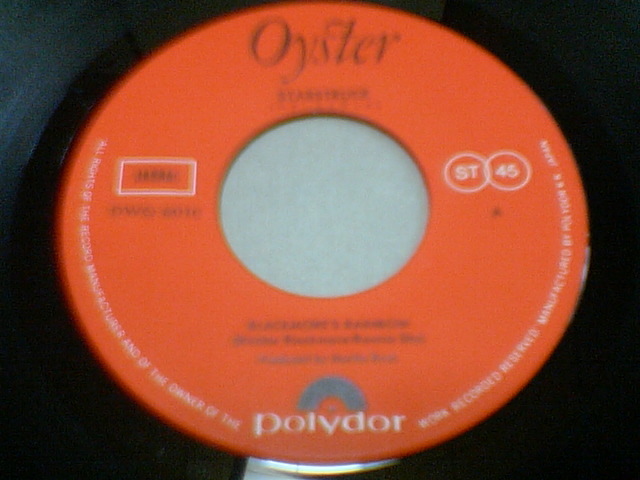 Oyster
STARSTRUCK
JASRAC
ST 45
A
BLACKMORE'S RAINBOW
polydor
ALL RIGHTS OF THE RECORD MANUFACTURER AND OF THE OWNER OF THE WORK RECORDED RESERVED MANUFACTURED BY POLYDOR K.K. JAPAN